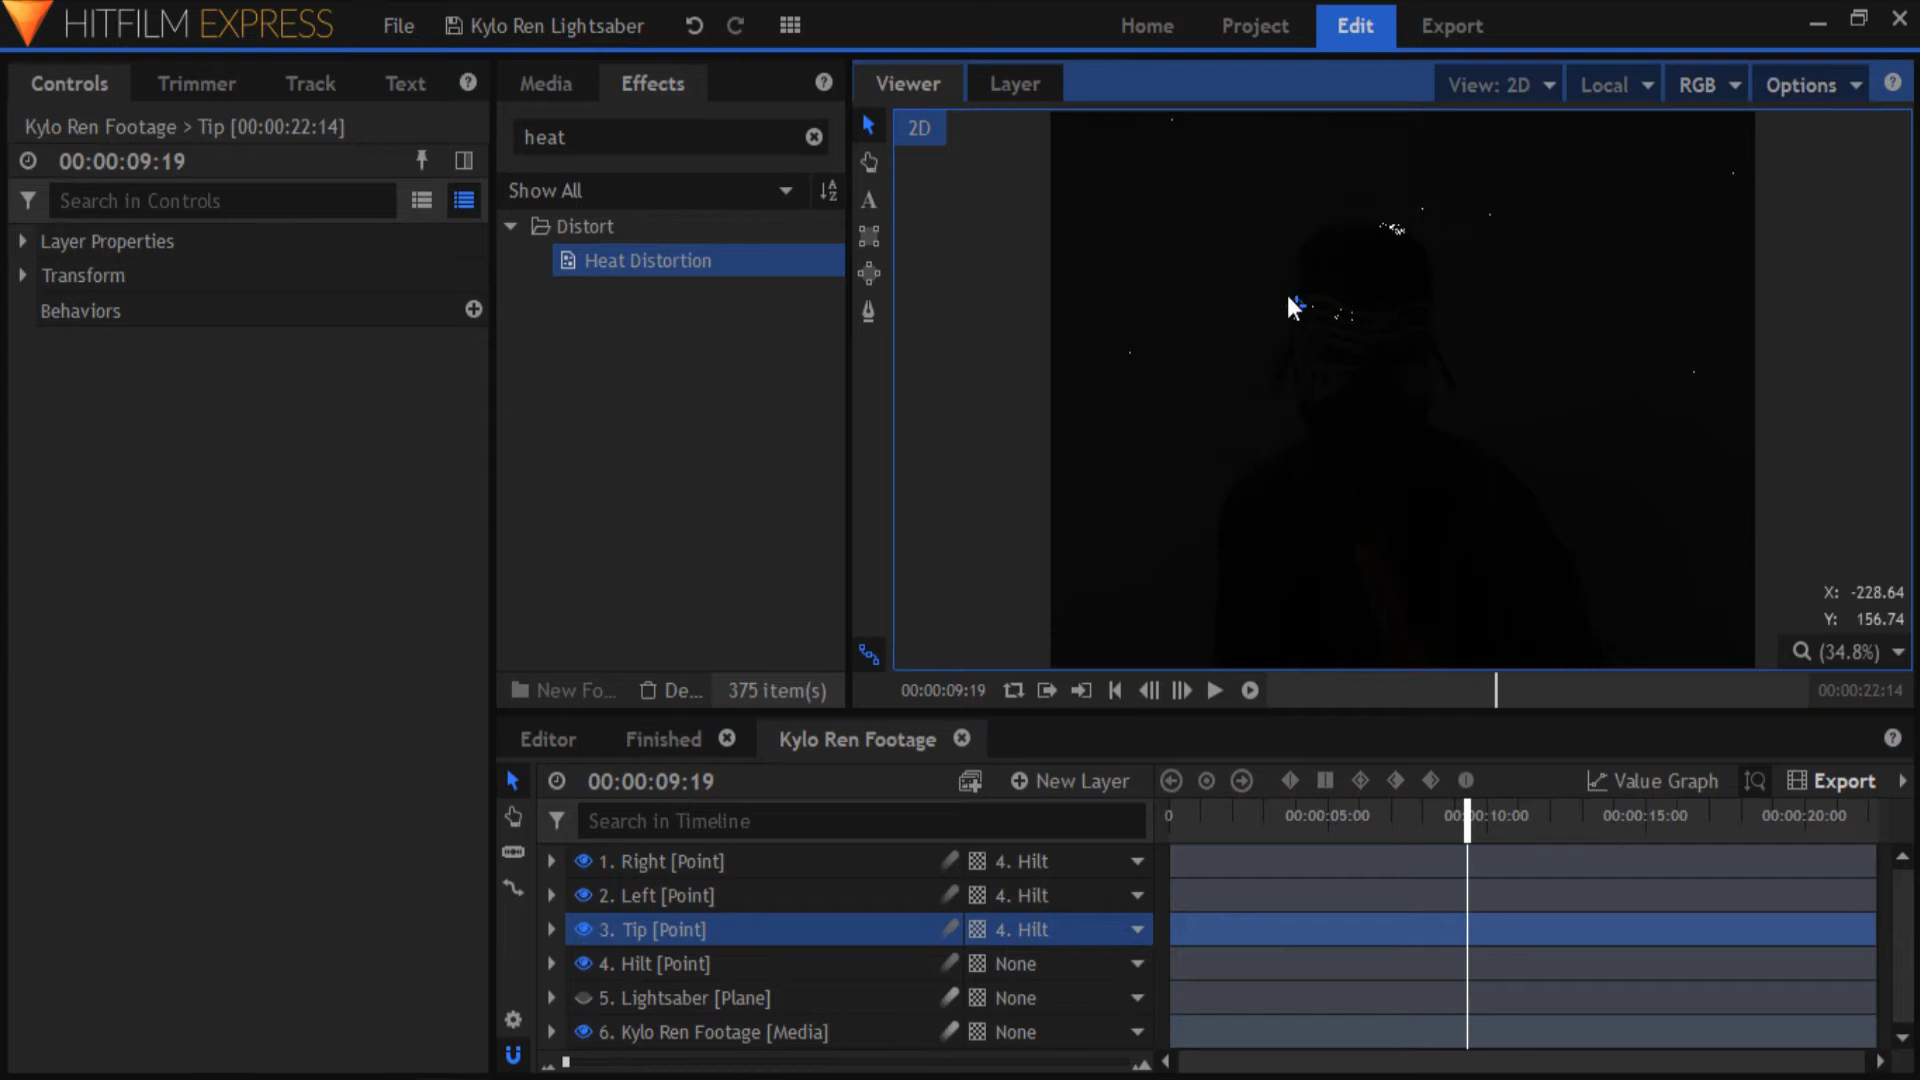 HITFILM EXPRESS
File
Kylo Ren Lightsaber
Home
Project
Edit
Export
Controls
Trimmer
Track
Text
Kylo Ren Footage > Tip [00:00:22:14]
00:00:09:19
Search in Controls
Layer Properties
Transform
Behaviors
Media
Effects
heat
Show All
Distort
Heat Distortion
New Fo...
De...
375 item(s)
Viewer
Layer
View: 2D
Local
RGB
Options
2D
X: -228.64
Y: 156.74
(34.8%)
00:00:09:19
00:00:22:14
Editor
Finished
Kylo Ren Footage
00:00:09:19
New Layer
Value Graph
Export
Search in Timeline
0
00:00:05:00
00:00:10:00
00:00:15:00
00:00:20:00
1. Right [Point]
4. Hilt
2. Left [Point]
4. Hilt
3. Tip [Point]
4. Hilt
4. Hilt [Point]
None
5. Lightsaber [Plane]
None
6. Kylo Ren Footage [Media]
None